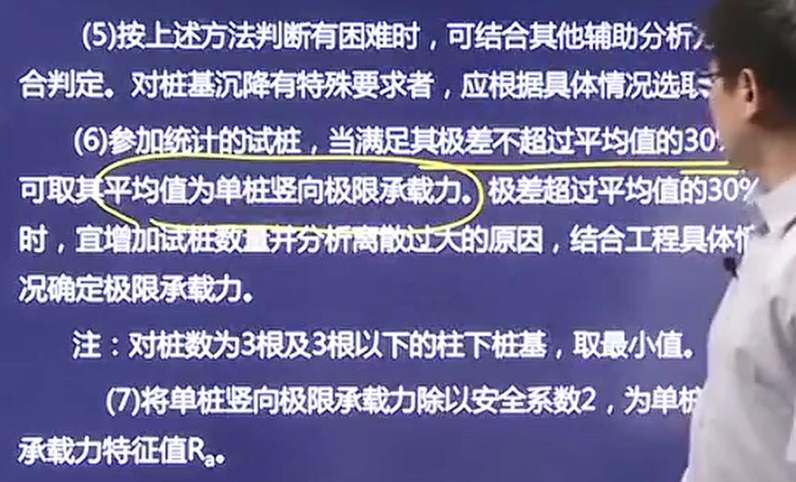 (5)按上述方法判断有困难时，可结合其他辅助分析
合判定。对桩基沉降有特殊要求者，应根据具体情况选取
(6)参加统计的试桩，当满足其极差不超过平均值的30%
可取其平均值为单桩竖向极限承载力。极差超过平均值的30%
时，宜增加试桩数量并分析离散过大的原因，结合工程具体情
况确定极限承载力。
注：对桩数为3根及3根以下的柱下桩基，取最小值。
(7)将单桩竖向极限承载力除以安全系数2，为单桩
承载力特征值Ra。